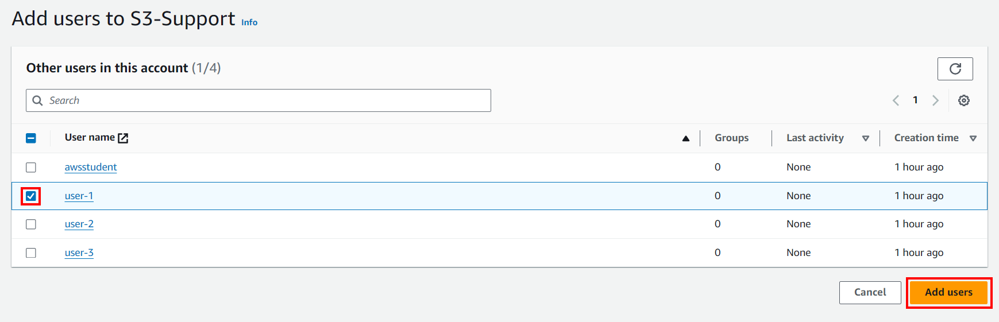 Add users to S3-Support Info
Other users in this account (1/4)
Search
1
User name Groups Last activity Creation time
awsstudent 0 None 1 hour ago
user-1 0 None 1 hour ago
user-2 0 None 1 hour ago
user-3 0 None 1 hour ago
Cancel Add users